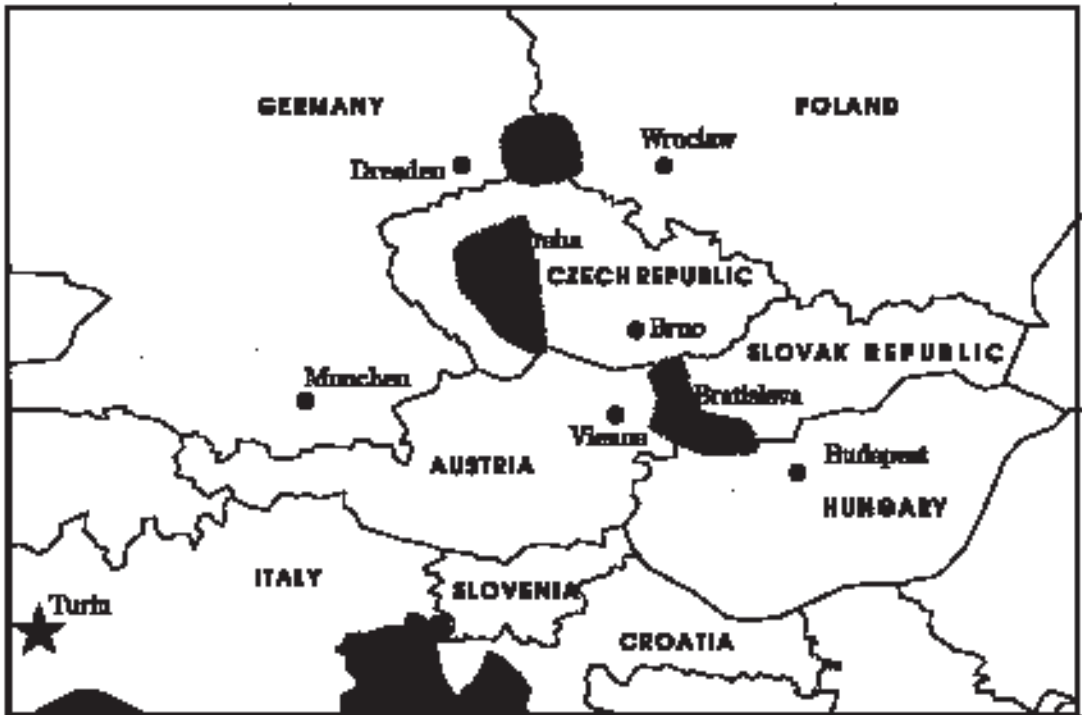 GERMANY
POLAND
Wroclaw
Dresden
raha
CZECH REPUBLIC
Brno
SLOVAK REPUBLIC
Munchen
Bratislava
Vienna
AUSTRIA
Budapest
HUNGARY
ITALY
SLOVENIA
Turin
CROATIA